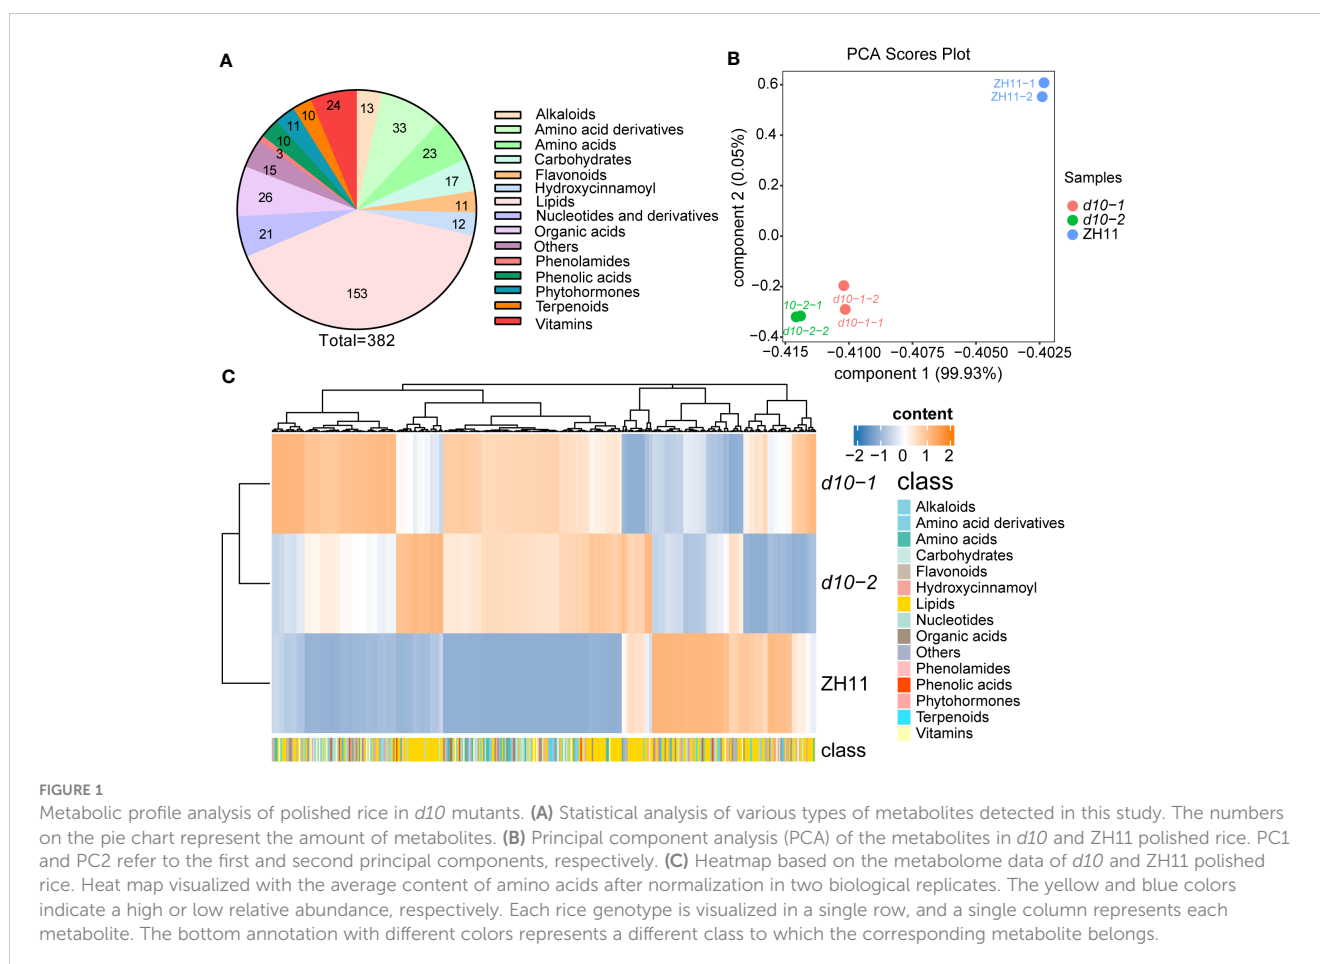 A
13
33
23
17
11
12
153
21
26
15
3
10
11
10
24
Total=382
Alkaloids
Amino acid derivatives
Amino acids
Carbohydrates
Flavonoids
Hydroxycinnamoyl
Lipids
Nucleotides and derivatives
Organic acids
Others
Phenolamides
Phenolic acids
Phytohormones
Terpenoids
Vitamins
B
PCA Scores Plot
component 2 (0.05%)
0.6
0.4
0.2
0.0
−0.2
−0.4
ZH11−1
ZH11−2
10−2−1
d10−2−2
d10−1−2
d10−1−1
−0.415
−0.4100
−0.4075
−0.4050
−0.4025
component 1 (99.93%)
Samples
d10−1
d10−2
ZH11
C
d10−1
d10−2
ZH11
class
content
−2 −1 0 1 2
class
Alkaloids
Amino acid derivatives
Amino acids
Carbohydrates
Flavonoids
Hydroxycinnamoyl
Lipids
Nucleotides
Organic acids
Others
Phenolamides
Phenolic acids
Phytohormones
Terpenoids
Vitamins
FIGURE 1
Metabolic profile analysis of polished rice in d10 mutants. (A) Statistical analysis of various types of metabolites detected in this study. The numbers
on the pie chart represent the amount of metabolites. (B) Principal component analysis (PCA) of the metabolites in d10 and ZH11 polished rice. PC1
and PC2 refer to the first and second principal components, respectively. (C) Heatmap based on the metabolome data of d10 and ZH11 polished
rice. Heat map visualized with the average content of amino acids after normalization in two biological replicates. The yellow and blue colors
indicate a high or low relative abundance, respectively. Each rice genotype is visualized in a single row, and a single column represents each
metabolite. The bottom annotation with different colors represents a different class to which the corresponding metabolite belongs.